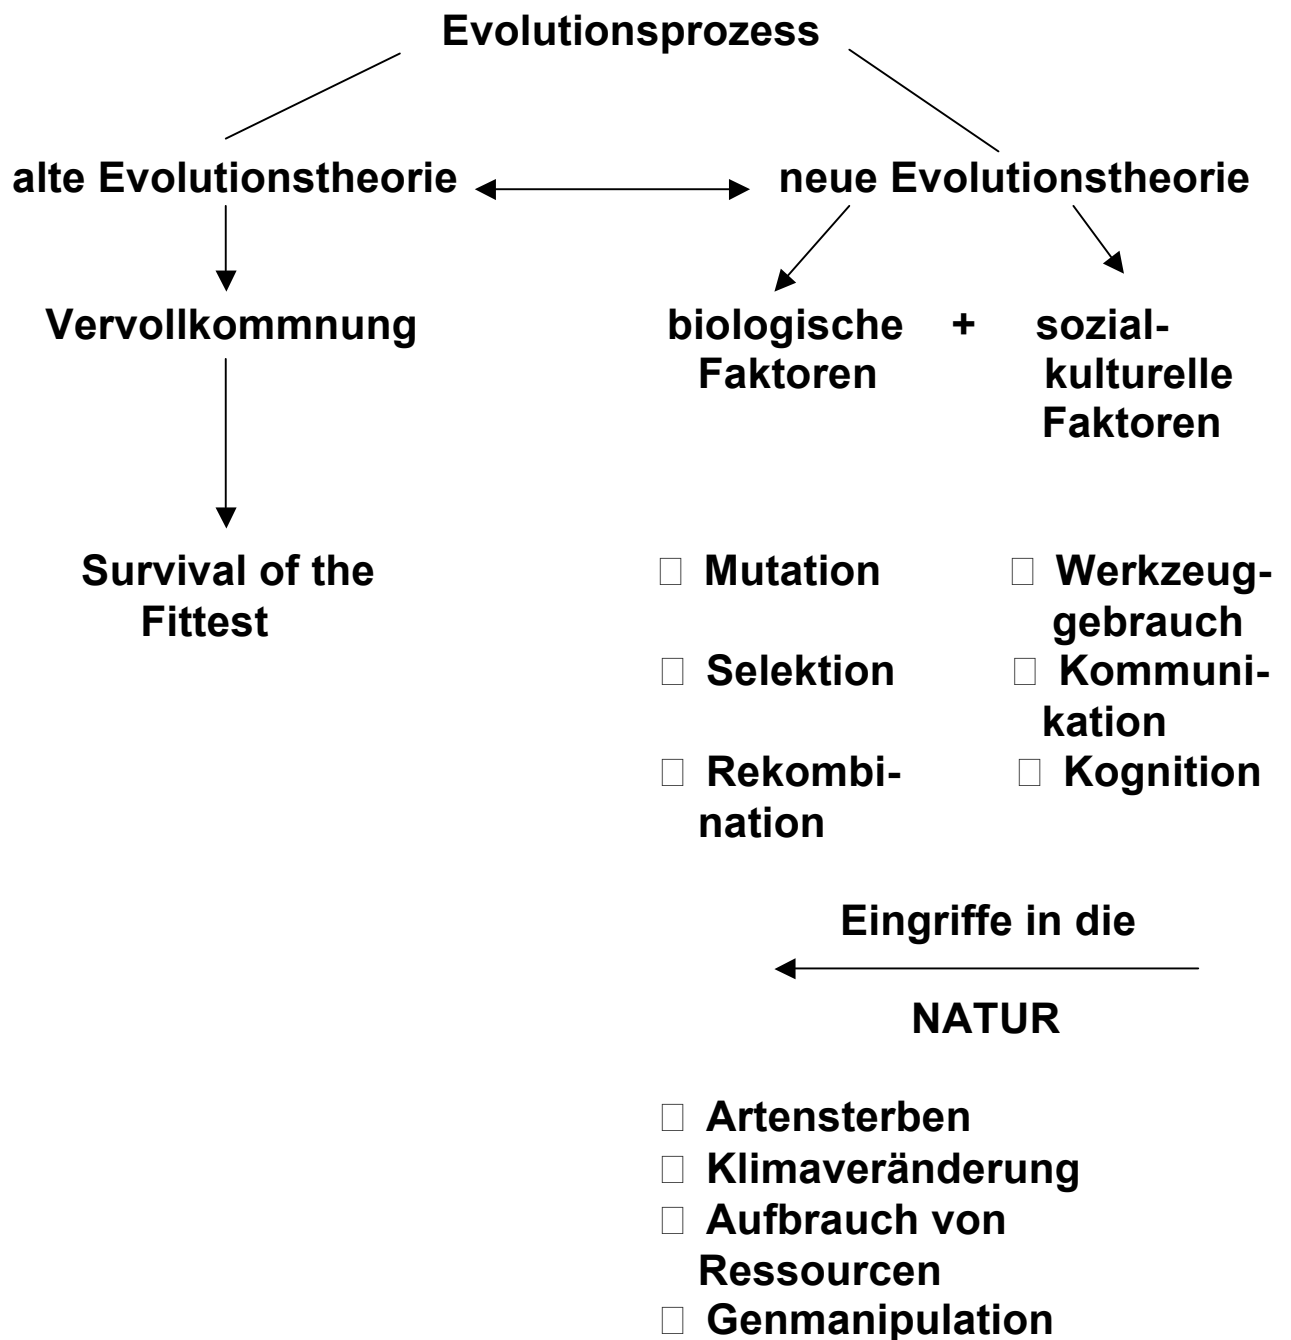 Evolutionsprozess
alte Evolutionstheorie
neue Evolutionstheorie
Vervollkommnung
biologische + sozial-
Faktoren kulturelle
Faktoren
Survival of the
Fittest
□ Mutation
□ Selektion
□ Rekombi-
nation
□ Werkzeug-
gebrauch
□ Kommuni-
kation
□ Kognition
Eingriffe in die
NATUR
□ Artensterben
□ Klimaveränderung
□ Aufbrauch von
Ressourcen
□ Genmanipulation